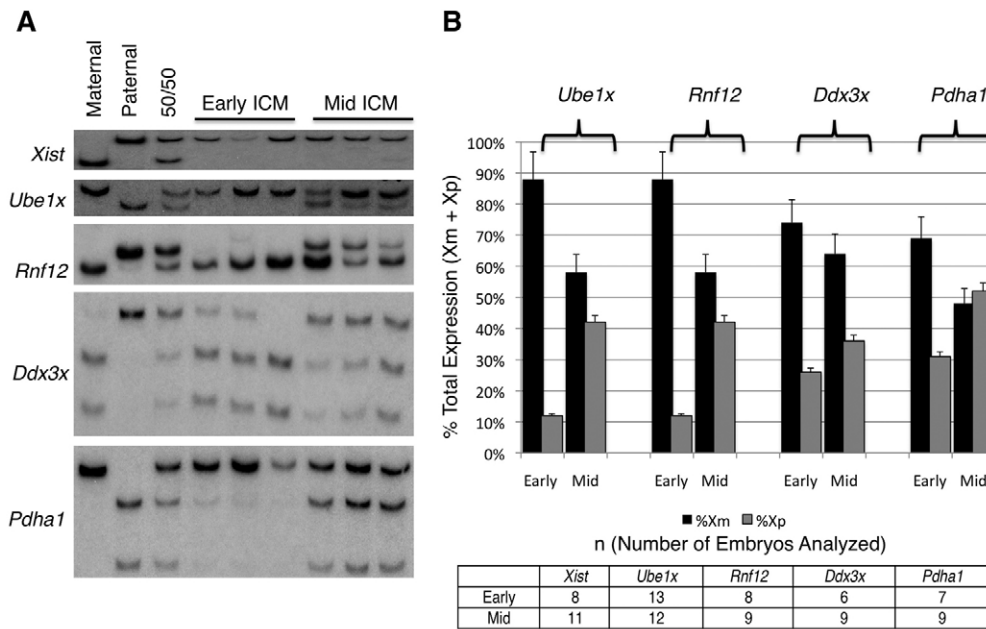 A
Maternal
Paternal
50/50
Early ICM
Mid ICM
Xist
Ube1x
Rnf12
Ddx3x
Pdha1
B
Ube1x Rnf12 Ddx3x Pdha1
% Total Expression (Xm + Xp)
100%
90%
80%
70%
60%
50%
40%
30%
20%
10%
0%
Early Mid Early Mid Early Mid Early Mid
%Xm %Xp
n (Number of Embryos Analyzed)
Xist Ube1x Rnf12 Ddx3x Pdha1
Early 8 13 8 6 7
Mid 11 12 9 9 9